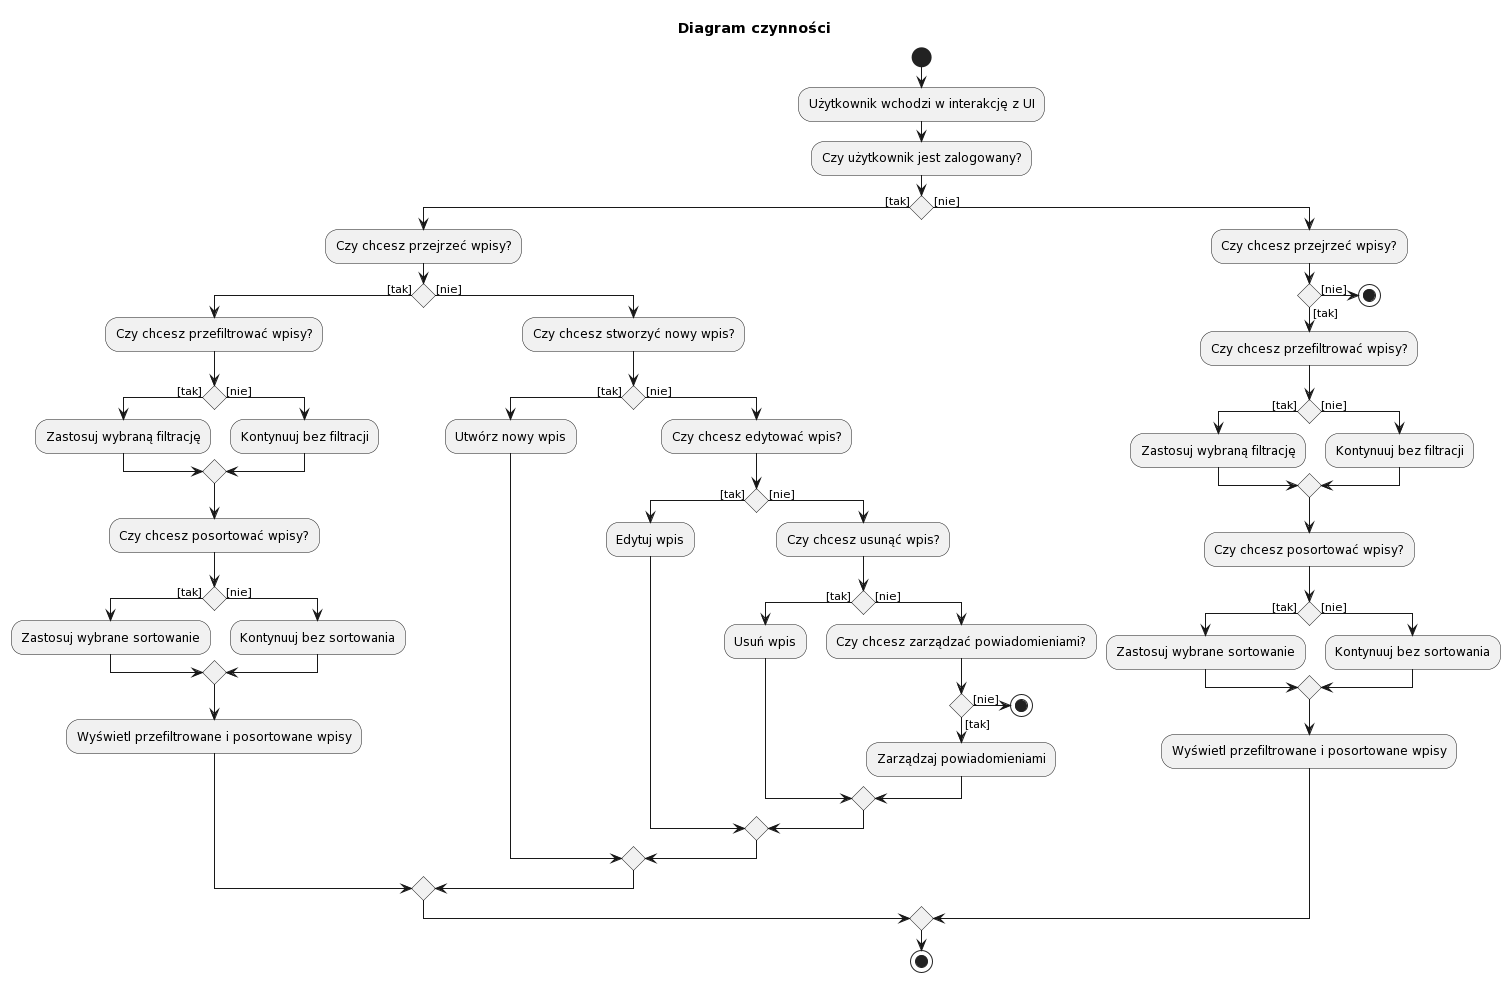 Diagram czynności
Użytkownik wchodzi w interakcję z UI
Czy użytkownik jest zalogowany?
[tak]
[nie]
Czy chcesz przejrzeć wpisy?
[tak]
[nie]
Czy chcesz przefiltrować wpisy?
[tak]
[nie]
Zastosuj wybraną filtrację
Kontynuuj bez filtracji
Czy chcesz posortować wpisy?
[tak]
[nie]
Zastosuj wybrane sortowanie
Kontynuuj bez sortowania
Wyświetl przefiltrowane i posortowane wpisy
Czy chcesz stworzyć nowy wpis?
[tak]
[nie]
Utwórz nowy wpis
Czy chcesz edytować wpis?
[tak]
[nie]
Edytuj wpis
Czy chcesz usunąć wpis?
[tak]
[nie]
Usuń wpis
Czy chcesz zarządzać powiadomieniami?
[nie]
[tak]
Zarządzaj powiadomieniami
Czy chcesz przejrzeć wpisy?
[nie]
[tak]
Czy chcesz przefiltrować wpisy?
[tak]
[nie]
Zastosuj wybraną filtrację
Kontynuuj bez filtracji
Czy chcesz posortować wpisy?
[tak]
[nie]
Zastosuj wybrane sortowanie
Kontynuuj bez sortowania
Wyświetl przefiltrowane i posortowane wpisy